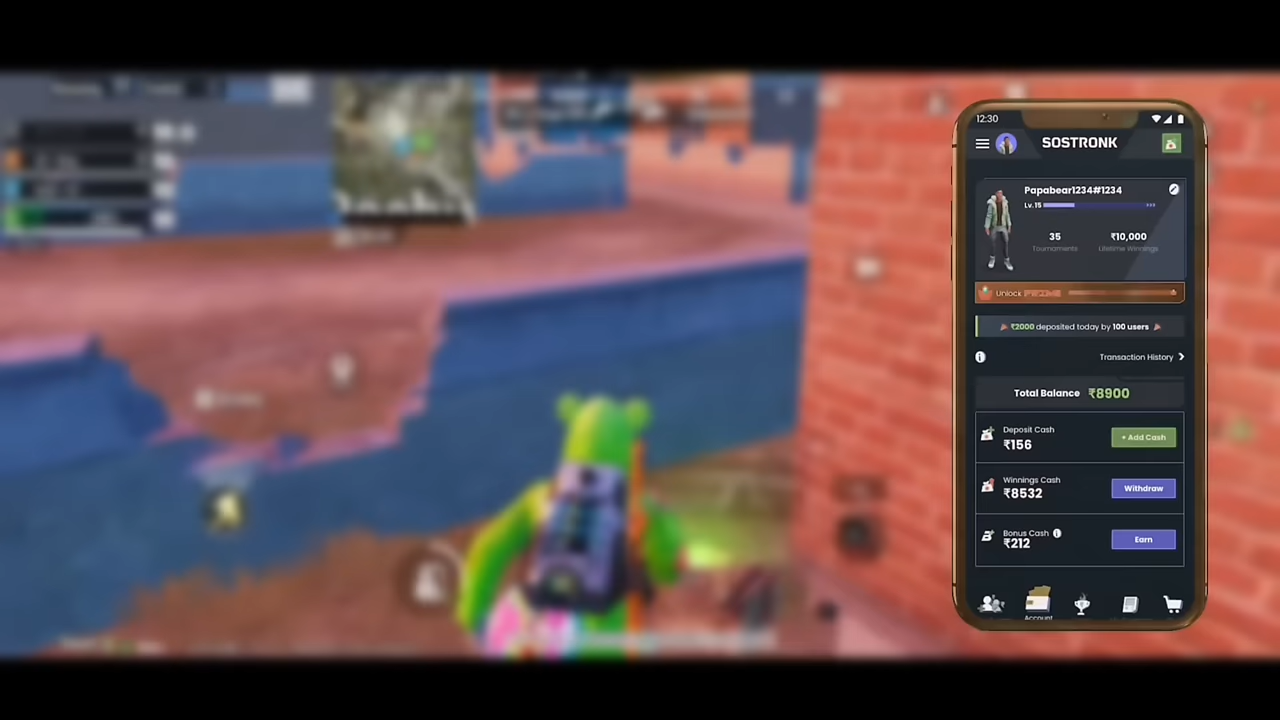 12:30
SOSTRONK
Papabear1234#1234
Lv. 15
35
₹10,000
Tournaments
Lifetime Winnings
Unlock PRIME
₹2000 deposited today by 100 users
Transaction History
Total Balance ₹8900
Deposit Cash
₹156
+ Add Cash
Winnings Cash
₹8532
Withdraw
Bonus Cash
₹212
Earn
Account